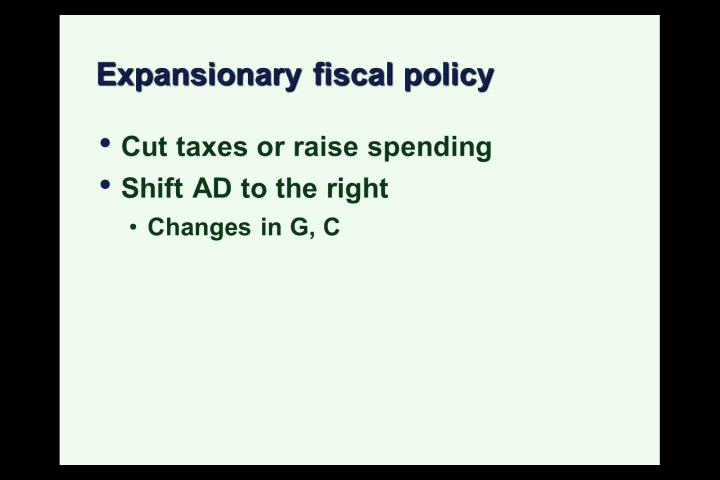 Expansionary fiscal policy
• Cut taxes or raise spending
• Shift AD to the right
• Changes in G, C